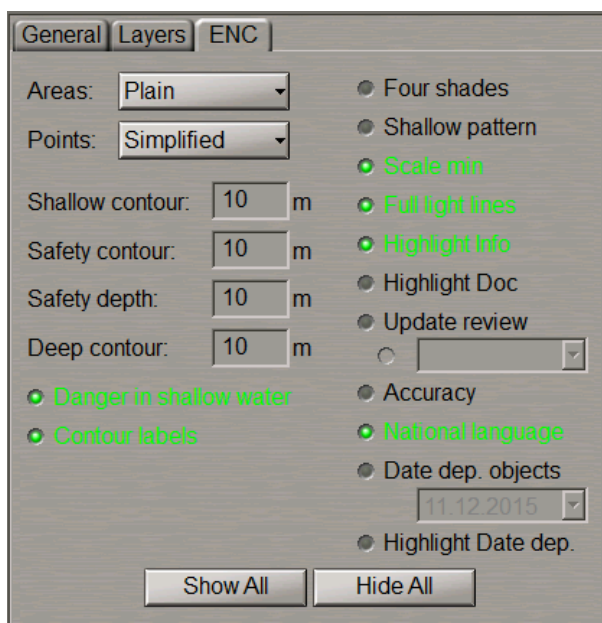 General Layers ENC
Areas: Plain
Points: Simplified
Shallow contour: 10 m
Safety contour: 10 m
Safety depth: 10 m
Deep contour: 10 m
Danger in shallow water
Contour labels
Four shades
Shallow pattern
Scale min
Full light lines
Highlight Info
Highlight Doc
Update review
Accuracy
National language
Date dep. objects
11.12.2015
Highlight Date dep.
Show All Hide All